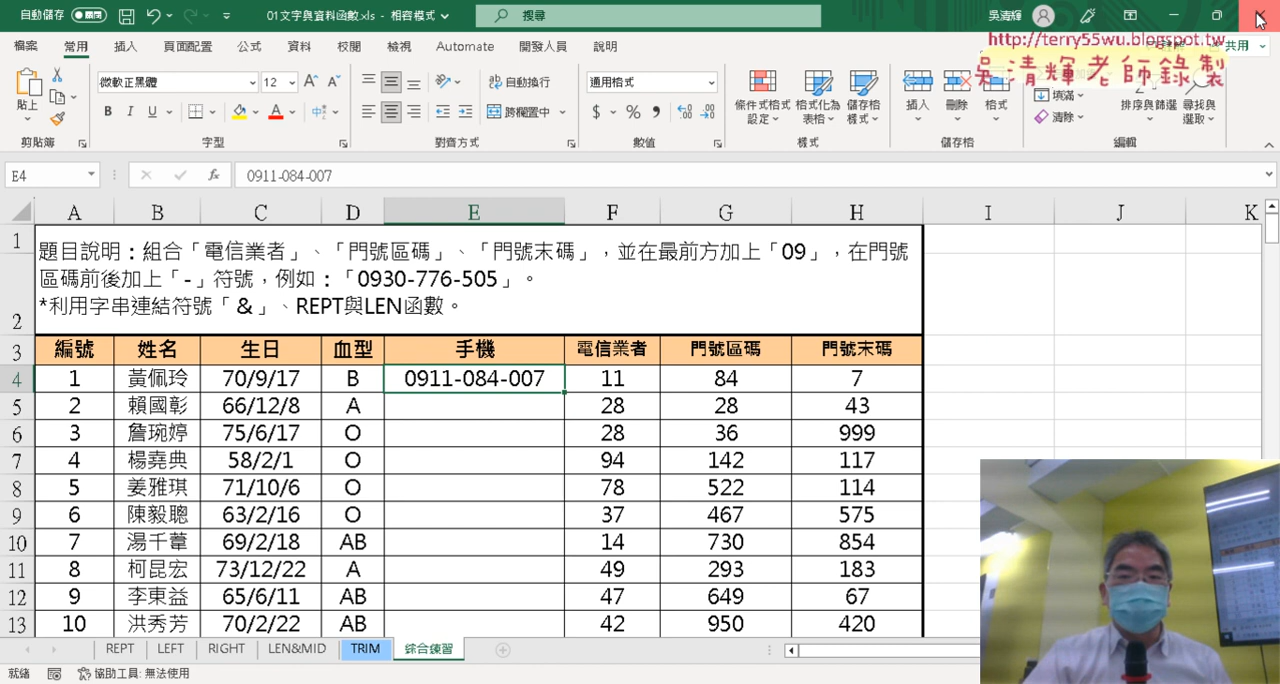 自動儲存 01文字與資料函數.xls - 相容模式 搜尋 吳清輝
檔案 常用 插入 頁面配置 公式 資料 校閱 檢視 Automate 開發人員 說明 共用
http://terry55wu.blogspot.tw
吳清輝老師錄製
微軟正黑體 12 自動換行 通用格式
貼上 B I U 跨欄置中 $ % 條件式格式設定 格式化為表格 儲存格樣式 插入 刪除 格式 填滿 清除 排序與篩選 尋找與選取
剪貼簿 字型 對齊方式 數值 樣式 儲存格 編輯
E4 fx 0911-084-007
A B C D E F G H I J K
1 題目說明:組合「電信業者」、「門號區碼」、「門號末碼」,並在最前方加上「09」,在門號
區碼前後加上「-」符號,例如:「0930-776-505」。
2 *利用字串連結符號「&」、REPT與LEN函數。
3 編號 姓名 生日 血型 手機 電信業者 門號區碼 門號末碼
4 1 黃佩玲 70/9/17 B 0911-084-007 11 84 7
5 2 賴國彰 66/12/8 A 28 28 43
6 3 詹琬婷 75/6/17 O 28 36 999
7 4 楊堯典 58/2/1 O 94 142 117
8 5 姜雅琪 71/10/6 O 78 522 114
9 6 陳毅聰 63/2/16 O 37 467 575
10 7 湯千葦 69/2/18 AB 14 730 854
11 8 柯昆宏 73/12/22 A 49 293 183
12 9 李東益 65/6/11 AB 47 649 67
13 10 洪秀芳 70/2/22 AB 42 950 420
REPT LEFT RIGHT LEN&MID TRIM 綜合練習
就緒 協助工具: 無法使用